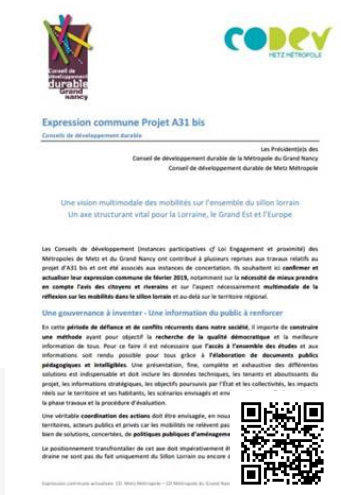 Conseil de
développement
durable
Grand
nancy
CODEV
METZ MÉTROPOLE
Expression commune Projet A31 bis
Conseils de développement durable
Les Président(e)s des
Conseil de développement durable de la Métropole du Grand Nancy
Conseil de développement durable de Metz Métropole
Une vision multimodale des mobilités sur l'ensemble du sillon lorrain
Un axe structurant vital pour la Lorraine, le Grand Est et l'Europe
Les Conseils de développement (instances participatives cf Loi Engagement et proximité) des
Métropoles de Metz et du Grand Nancy ont contribué à plusieurs reprises aux travaux relatifs au
projet d'A31 bis et ont été associés aux instances de concertation. Ils souhaitent ici confirmer et
actualiser leur expression commune de février 2019, notamment sur la nécessité de mieux prendre
en compte l'avis des citoyens et riverains et sur l'aspect nécessairement multimodale de la
réflexion sur les mobilités dans le sillon lorrain et au-delà sur le territoire régional.
Une gouvernance à inventer - Une information du public à renforcer
En cette période de défiance et de conflits récurrents dans notre société, il importe de construire
une méthode ayant pour objectif la recherche de la qualité démocratique et la meilleure
information de tous. Pour ce faire il est nécessaire que l'accès à l'ensemble des études et aux
informations soit rendu possible pour tous grâce à l'élaboration de documents publics
pédagogiques et intelligibles. Une présentation, fine, complète et exhaustive des différentes
solutions est indispensable et doit inclure les données techniques, les tenants et aboutissants du
projet, les informations stratégiques, les objectifs poursuivis par l'État et les collectivités, les impacts
réels sur le territoire et ses habitants, les scénarios envisagés et
la phase travaux et la procédure d'évaluation.
Une véritable coordination des actions doit être envisagée, en
territoires, acteurs publics et privés car les mobilités ne relèvent
bien de solutions, concertées, de politiques publiques
Le positionnement transfrontalier de cet axe doit impérativement
draine ne sont pas du fait uniquement du Sillon Lorrain ou encore
Expression commune actualisée CD Metz Métropole – CD Métropole du Grand